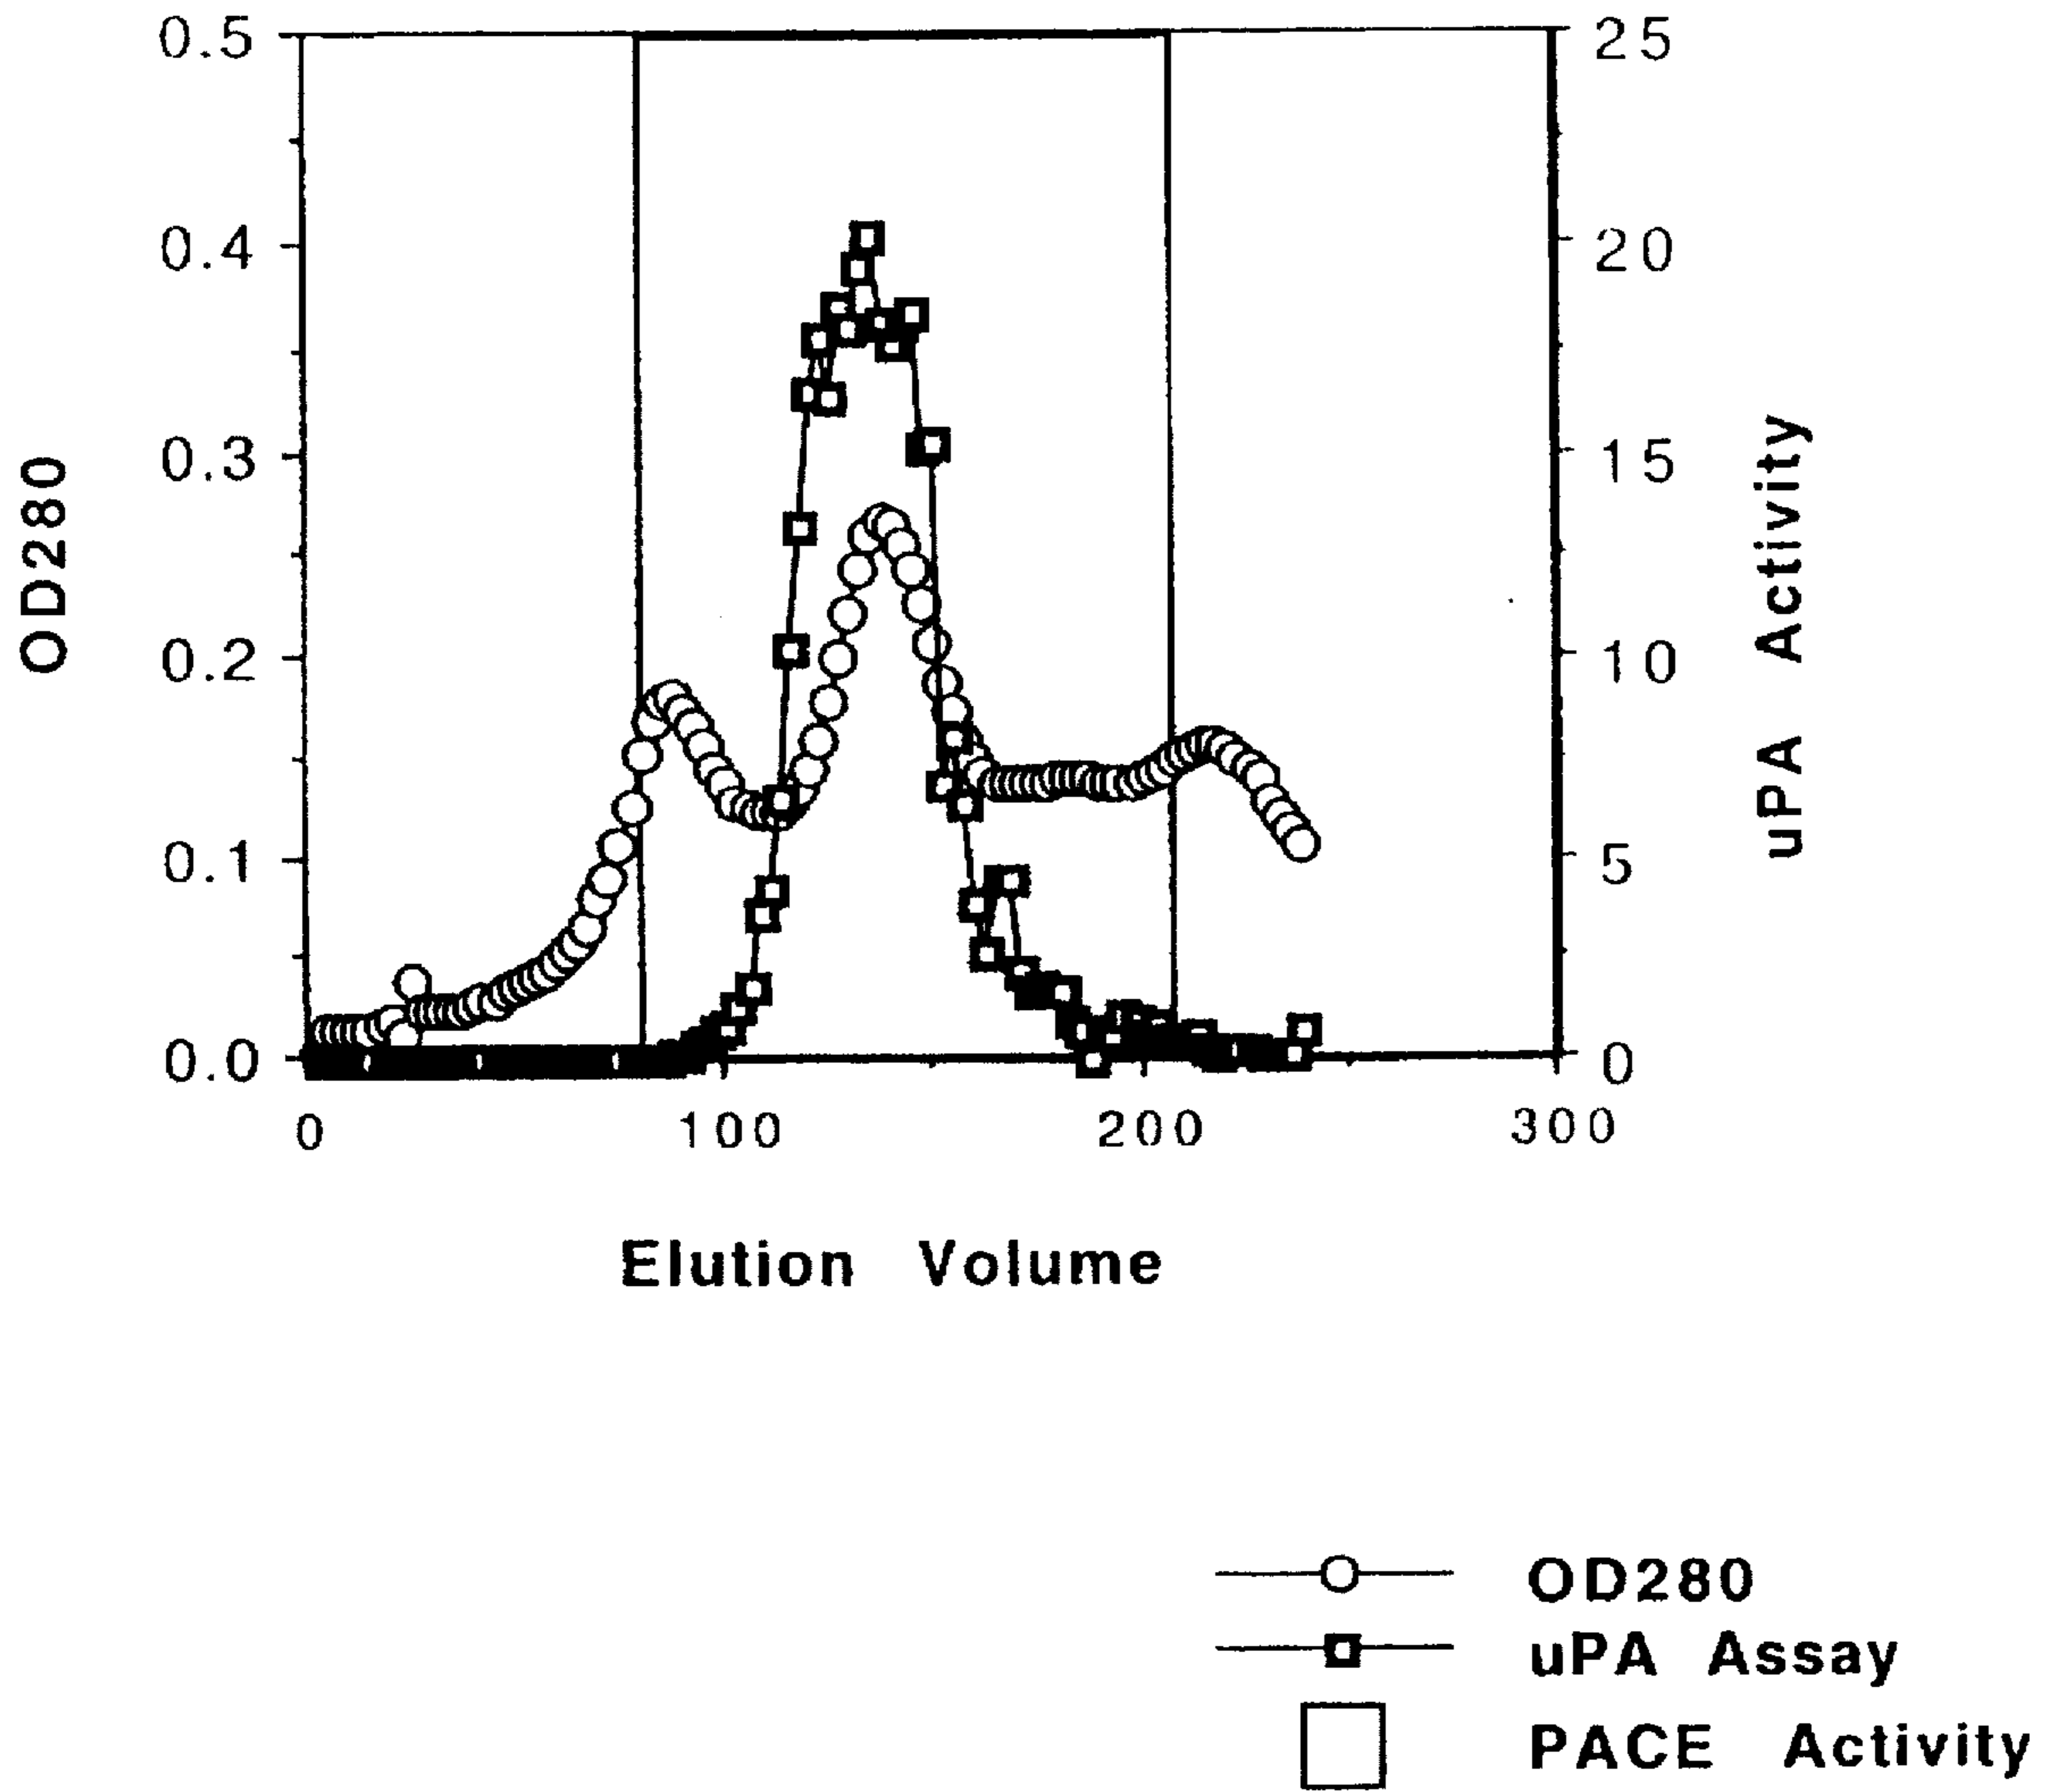 0.5
0.4
0.3
0.2
0.1
0.0
OD280
25
20
15
10
5
0
uPA Activity
0 100 200 300
Elution Volume
OD280
uPA Assay
PACE Activity